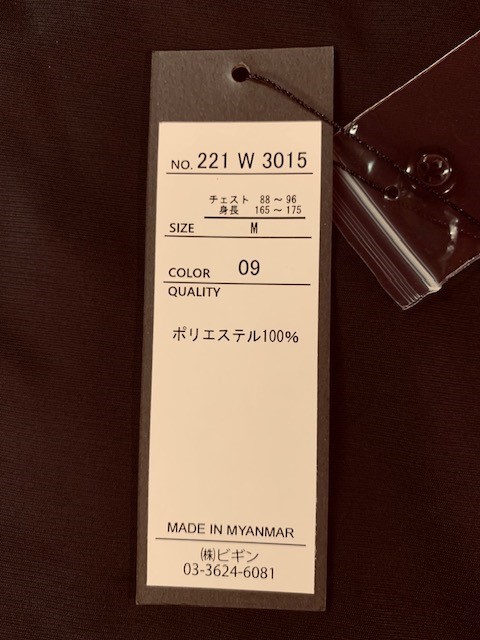 NO. 221 W 3015
チェスト 88～96
身長 165～175
SIZE M
COLOR 09
QUALITY
ポリエステル100%
MADE IN MYANMAR
㈱ビギン
03-3624-6081